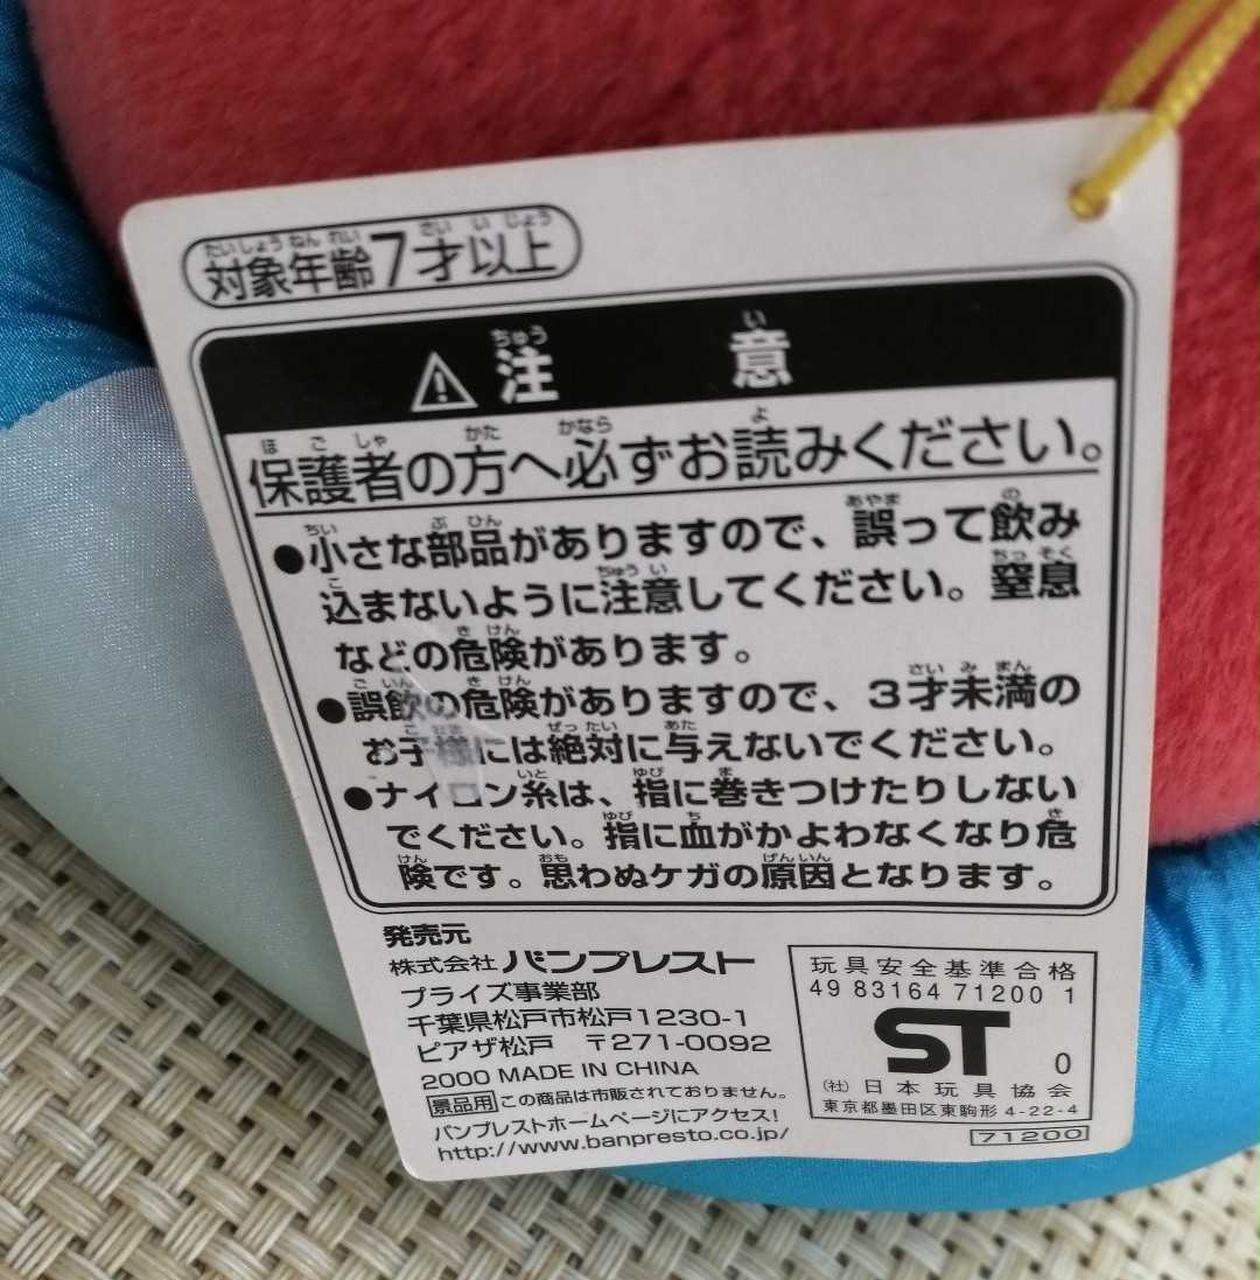 対象年齢7才以上
⚠注意
保護者の方へ必ずお読みください。
●小さな部品がありますので、誤って飲み
込まないように注意してください。窒息
などの危険があります。
●誤飲の危険がありますので、3才未満の
お子様には絶対に与えないでください。
●ナイロン糸は、指に巻きつけたりしない
でください。指に血がかよわなくなり危
険です。思わぬケガの原因となります。
発売元
株式会社バンプレスト
プライズ事業部
千葉県松戸市松戸1230-1
ピアザ松戸 〒271-0092
2000 MADE IN CHINA
景品用 この商品は市販されておりません。
バンプレストホームページにアクセス!
http://www.banpresto.co.jp/
玩具安全基準合格
49 83164 71200 1
ST 0
(社)日本玩具協会
東京都墨田区東駒形4-22-4
71200